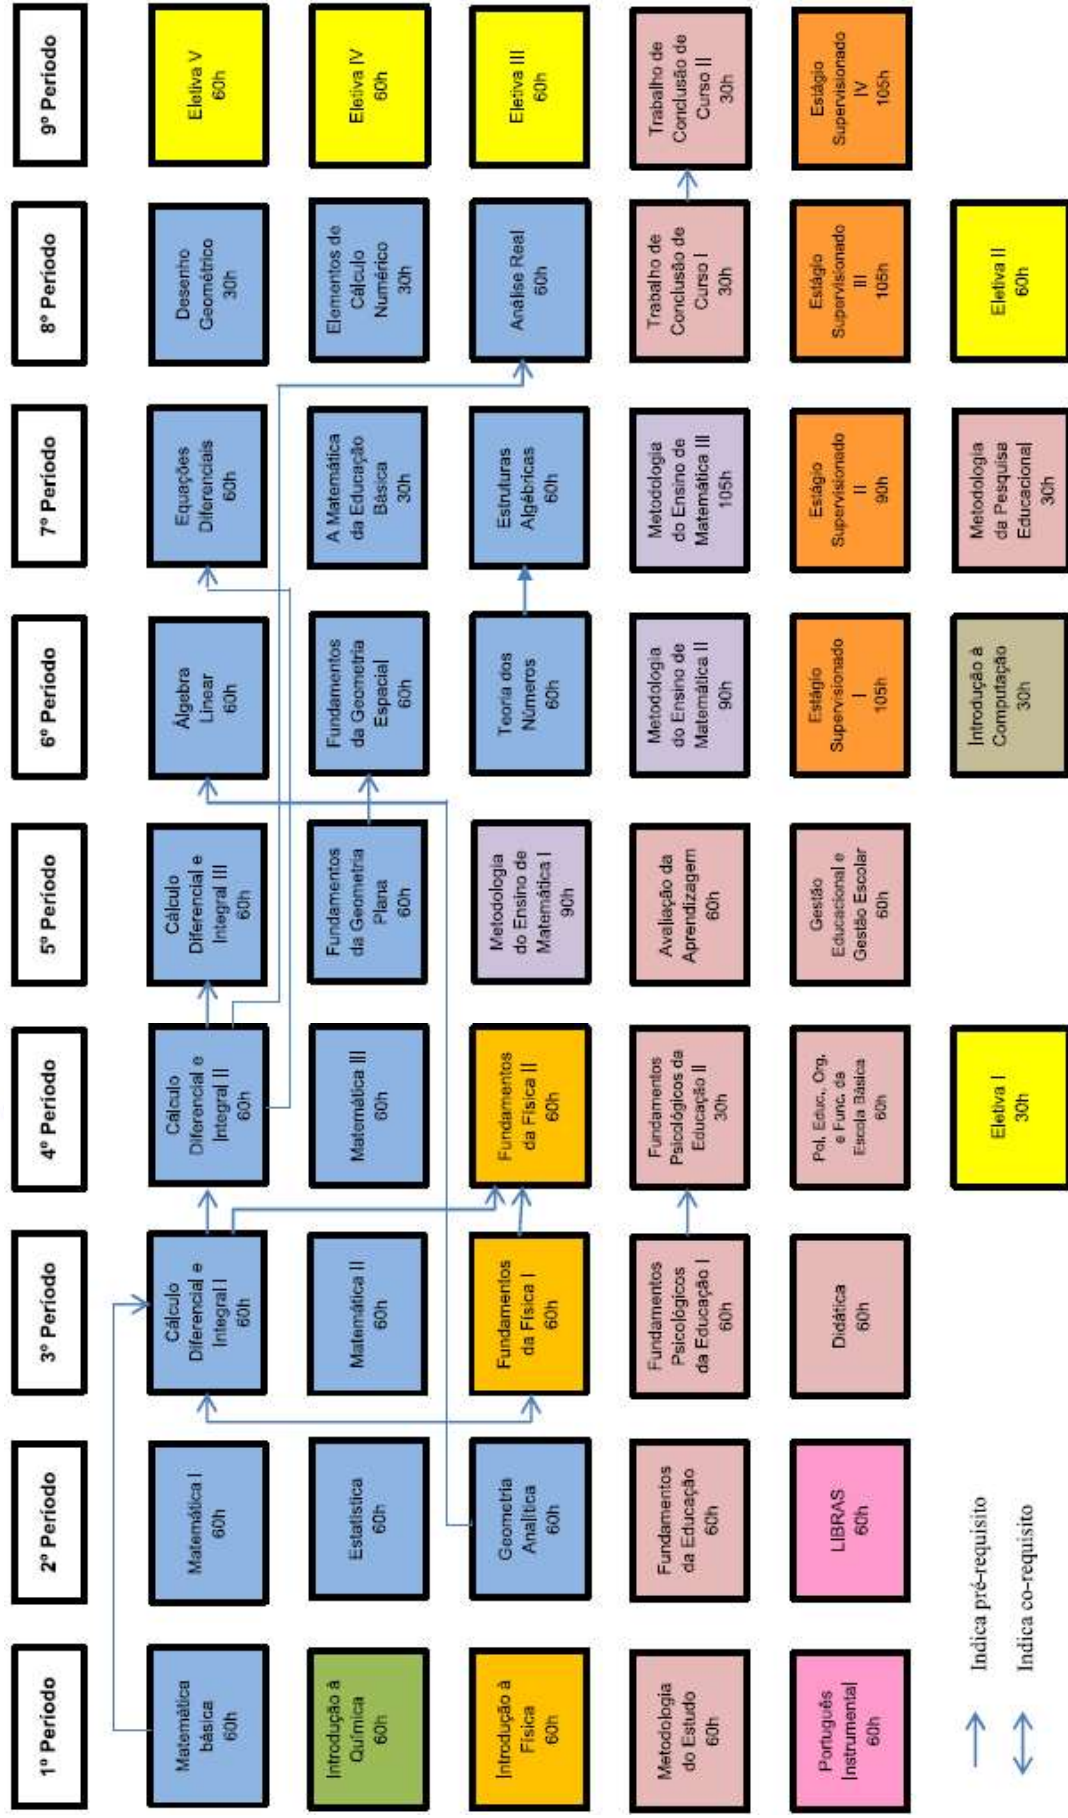 1º Período
2º Período
3º Período
4º Período
5º Período
6º Período
7º Período
8º Período
9º Período
Matemática
básica
60h
Matemática I
60h
Cálculo
Diferencial e
Integral I
60h
Cálculo
Diferencial e
Integral II
60h
Cálculo
Diferencial e
Integral III
60h
Álgebra
Linear
60h
Equações
Diferenciais
60h
Desenho
Geométrico
30h
Eletiva V
60h
Introdução à
Química
60h
Estatística
60h
Matemática II
60h
Matemática III
60h
Fundamentos
da Geometria
Plana
60h
Fundamentos
da Geometria
Espacial
60h
A Matemática
da Educação
Básica
30h
Elementos de
Cálculo
Numérico
30h
Eletiva IV
60h
Introdução à
Física
60h
Geometria
Analítica
60h
Fundamentos
da Física I
60h
Fundamentos
da Física II
60h
Metodologia
do Ensino de
Matemática I
90h
Teoria dos
Números
60h
Estruturas
Algébricas
60h
Análise Real
60h
Eletiva III
60h
Metodologia
do Estudo
60h
Fundamentos
da Educação
60h
Fundamentos
Psicológicos
da Educação I
60h
Fundamentos
Psicológicos da
Educação II
30h
Avaliação da
Aprendizagem
60h
Metodologia
do Ensino de
Matemática II
90h
Metodologia
do Ensino de
Matemática III
105h
Trabalho de
Conclusão de
Curso I
30h
Trabalho de
Conclusão de
Curso II
30h
Português
Instrumental
60h
LIBRAS
60h
Didática
60h
Pol. Educ., Org.
e Func. da
Escola Básica
60h
Gestão
Educacional e
Gestão Escolar
60h
Estágio
Supervisionado
I
105h
Estágio
Supervisionado
II
90h
Estágio
Supervisionado
III
105h
Estágio
Supervisionado
IV
105h
Eletiva I
30h
Introdução à
Computação
30h
Metodologia
da Pesquisa
Educacional
30h
Eletiva II
60h
Indica pré-requisito
Indica co-requisito